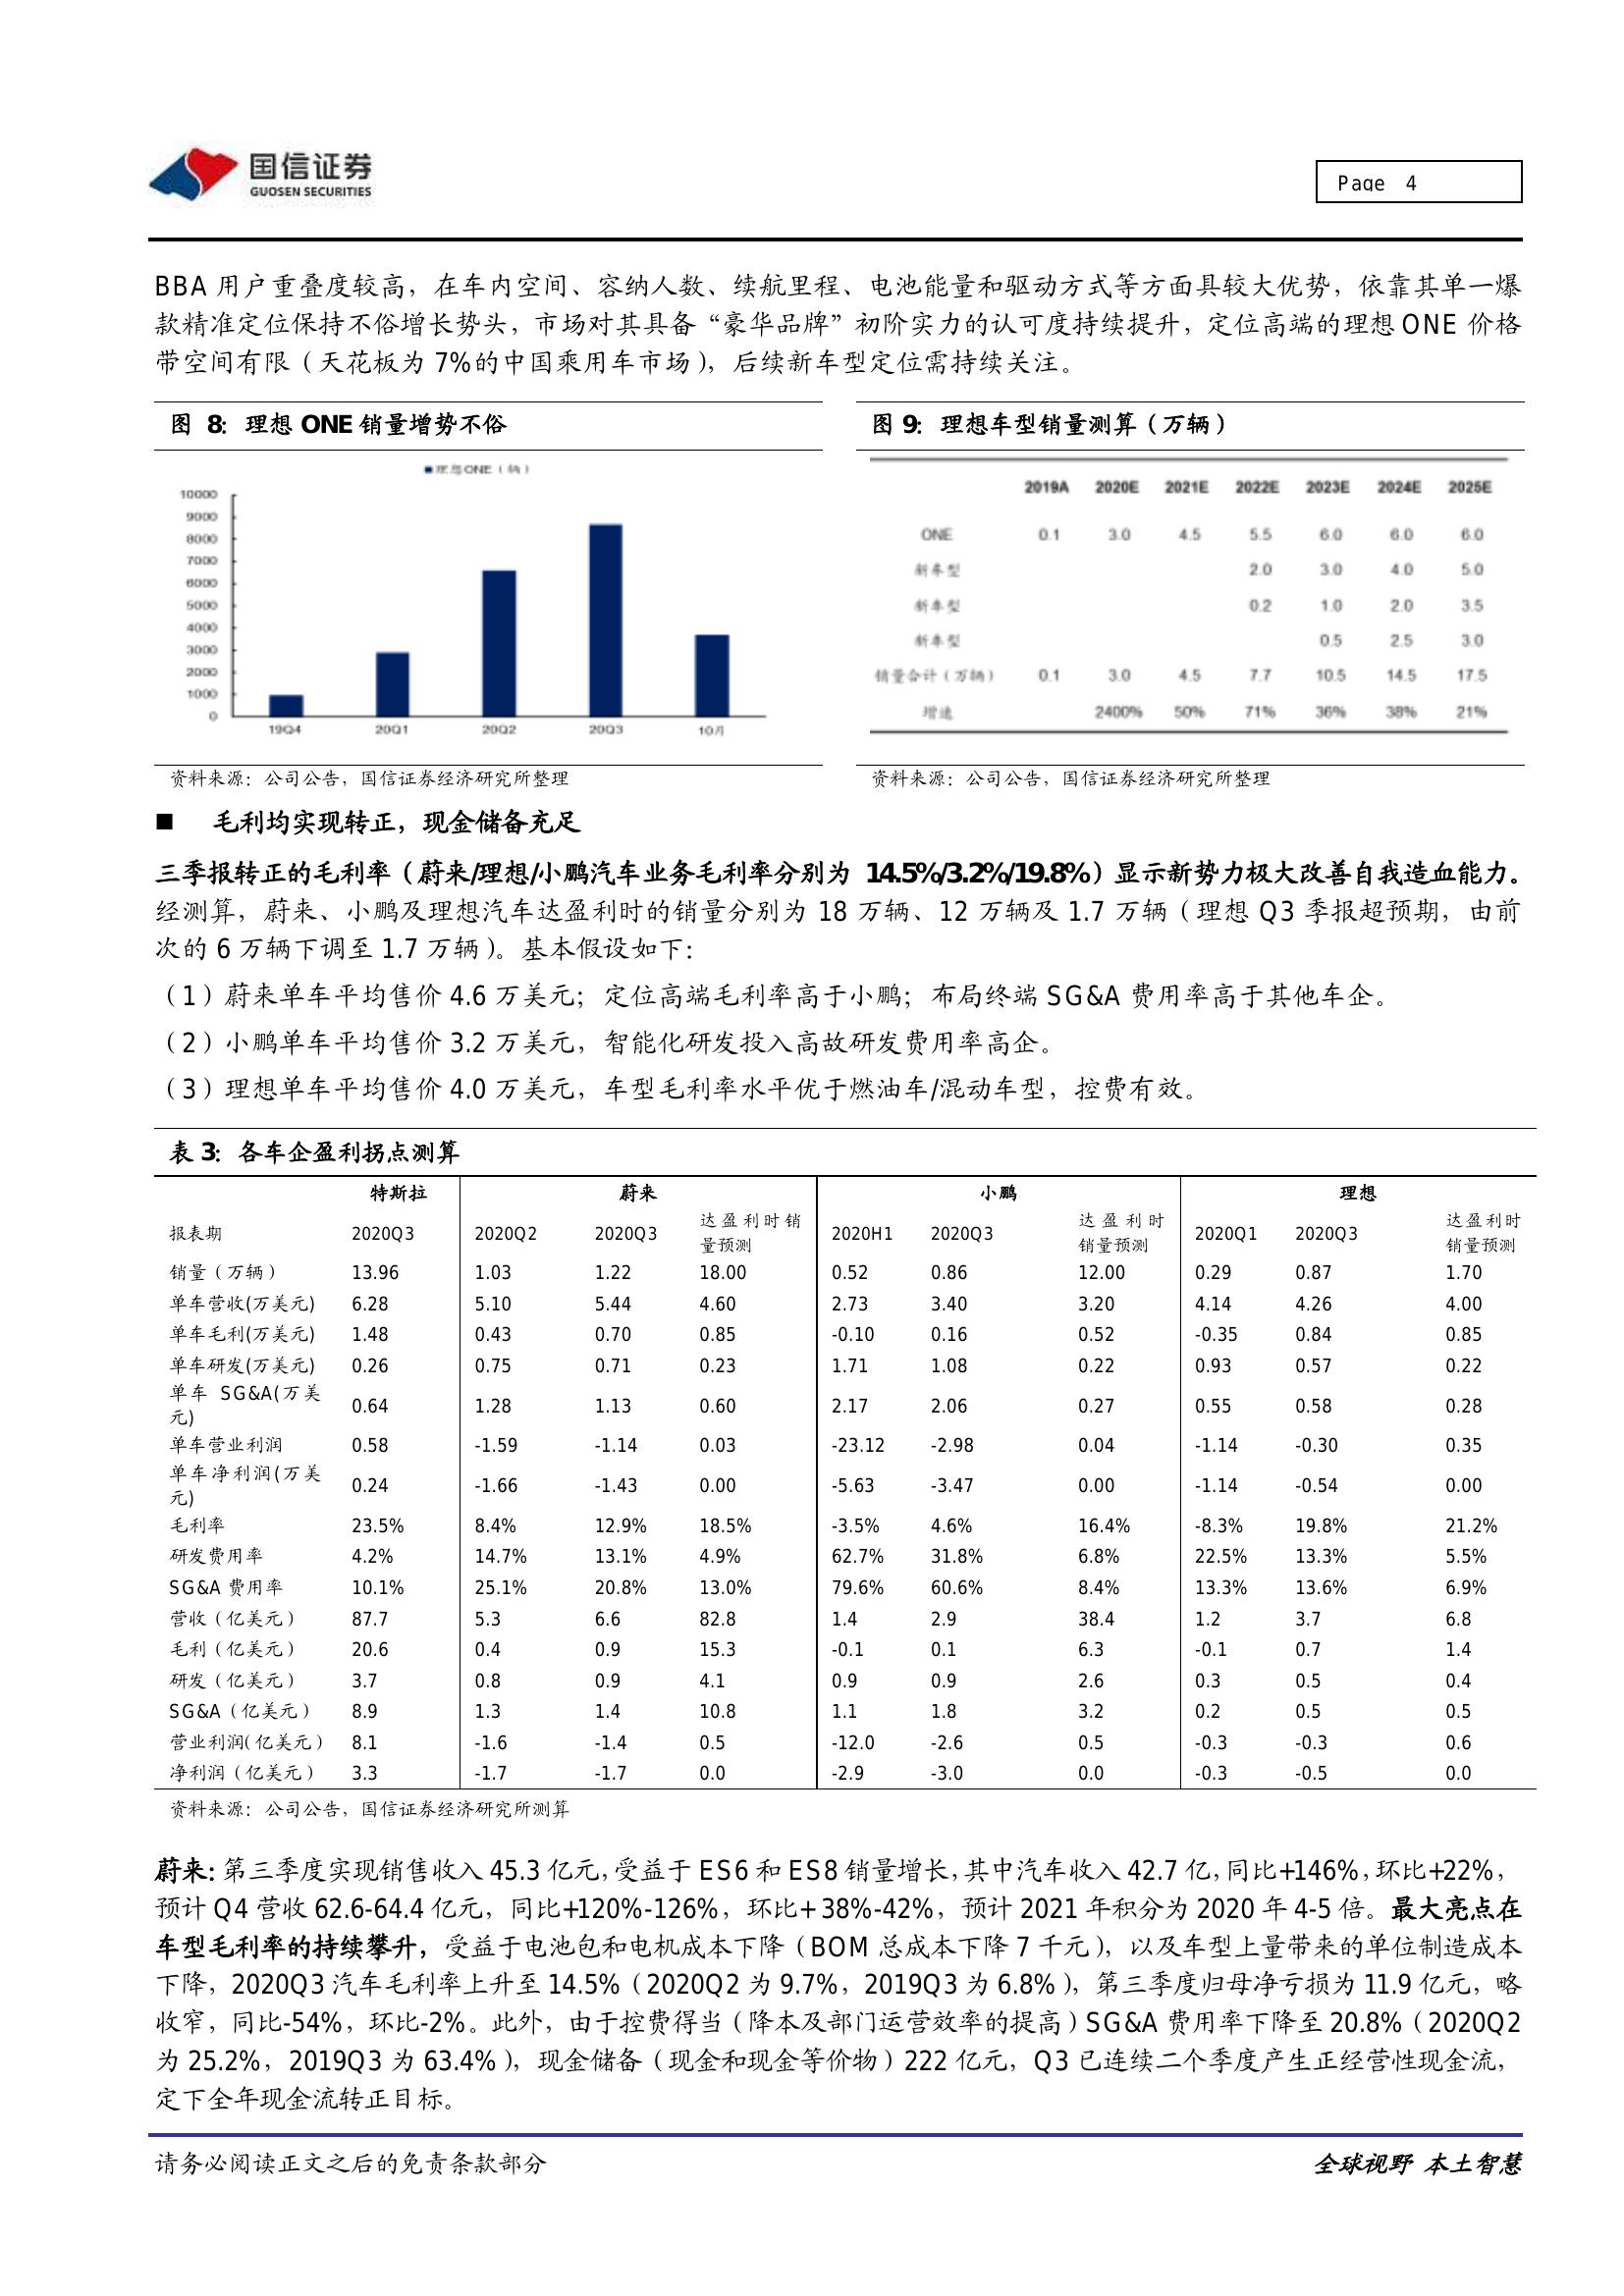 国信证券
GUOSEN SECURITIES
Page 4
BBA 用户重叠度较高，在车内空间、容纳人数、续航里程、电池能量和驱动方式等方面具较大优势，依靠其单一爆
款精准定位保持不俗增长势头，市场对其具备“豪华品牌”初阶实力的认可度持续提升，定位高端的理想 ONE 价格
带空间有限（天花板为 7%的中国乘用车市场），后续新车型定位需持续关注。
图 8：理想 ONE 销量增势不俗
理想ONE（辆）
10000
9000
8000
7000
6000
5000
4000
3000
2000
1000
0
19Q4 20Q1 20Q2 20Q3 10月
资料来源：公司公告，国信证券经济研究所整理
图 9：理想车型销量测算（万辆）
2019A 2020E 2021E 2022E 2023E 2024E 2025E
ONE 0.1 3.0 4.5 5.5 6.0 6.0 6.0
新车型 2.0 3.0 4.0 5.0
新车型 0.2 1.0 2.0 3.5
新车型 0.5 2.5 3.0
销量合计（万辆） 0.1 3.0 4.5 7.7 10.5 14.5 17.5
增速 2400% 50% 71% 36% 38% 21%
资料来源：公司公告，国信证券经济研究所整理
■ 毛利均实现转正，现金储备充足
三季报转正的毛利率（蔚来/理想/小鹏汽车业务毛利率分别为 14.5%/3.2%/19.8%）显示新势力极大改善自我造血能力。
经测算，蔚来、小鹏及理想汽车达盈利时的销量分别为 18 万辆、12 万辆及 1.7 万辆（理想 Q3 季报超预期，由前
次的 6 万辆下调至 1.7 万辆）。基本假设如下：
（1）蔚来单车平均售价 4.6 万美元；定位高端毛利率高于小鹏；布局终端 SG&A 费用率高于其他车企。
（2）小鹏单车平均售价 3.2 万美元，智能化研发投入高故研发费用率高企。
（3）理想单车平均售价 4.0 万美元，车型毛利率水平优于燃油车/混动车型，控费有效。
表 3：各车企盈利拐点测算
特斯拉 蔚来 小鹏 理想
报表期 2020Q3 2020Q2 2020Q3 达盈利时销量预测 2020H1 2020Q3 达盈利时销量预测 2020Q1 2020Q3 达盈利时销量预测
销量（万辆） 13.96 1.03 1.22 18.00 0.52 0.86 12.00 0.29 0.87 1.70
单车营收(万美元) 6.28 5.10 5.44 4.60 2.73 3.40 3.20 4.14 4.26 4.00
单车毛利(万美元) 1.48 0.43 0.70 0.85 -0.10 0.16 0.52 -0.35 0.84 0.85
单车研发(万美元) 0.26 0.75 0.71 0.23 1.71 1.08 0.22 0.93 0.57 0.22
单车 SG&A(万美元) 0.64 1.28 1.13 0.60 2.17 2.06 0.27 0.55 0.58 0.28
单车营业利润 0.58 -1.59 -1.14 0.03 -23.12 -2.98 0.04 -1.14 -0.30 0.35
单车净利润(万美元) 0.24 -1.66 -1.43 0.00 -5.63 -3.47 0.00 -1.14 -0.54 0.00
毛利率 23.5% 8.4% 12.9% 18.5% -3.5% 4.6% 16.4% -8.3% 19.8% 21.2%
研发费用率 4.2% 14.7% 13.1% 4.9% 62.7% 31.8% 6.8% 22.5% 13.3% 5.5%
SG&A 费用率 10.1% 25.1% 20.8% 13.0% 79.6% 60.6% 8.4% 13.3% 13.6% 6.9%
营收（亿美元） 87.7 5.3 6.6 82.8 1.4 2.9 38.4 1.2 3.7 6.8
毛利（亿美元） 20.6 0.4 0.9 15.3 -0.1 0.1 6.3 -0.1 0.7 1.4
研发（亿美元） 3.7 0.8 0.9 4.1 0.9 0.9 2.6 0.3 0.5 0.4
SG&A（亿美元） 8.9 1.3 1.4 10.8 1.1 1.8 3.2 0.2 0.5 0.5
营业利润(亿美元） 8.1 -1.6 -1.4 0.5 -12.0 -2.6 0.5 -0.3 -0.3 0.6
净利润（亿美元） 3.3 -1.7 -1.7 0.0 -2.9 -3.0 0.0 -0.3 -0.5 0.0
资料来源：公司公告，国信证券经济研究所测算
蔚来：第三季度实现销售收入 45.3 亿元，受益于 ES6 和 ES8 销量增长，其中汽车收入 42.7 亿，同比+146%，环比+22%，
预计 Q4 营收 62.6-64.4 亿元，同比+120%-126%，环比+ 38%-42%，预计 2021 年积分为 2020 年 4-5 倍。最大亮点在
车型毛利率的持续攀升，受益于电池包和电机成本下降（BOM 总成本下降 7 千元），以及车型上量带来的单位制造成本
下降，2020Q3 汽车毛利率上升至 14.5%（2020Q2 为 9.7%，2019Q3 为 6.8%），第三季度归母净亏损为 11.9 亿元，略
收窄，同比-54%，环比-2%。此外，由于控费得当（降本及部门运营效率的提高）SG&A 费用率下降至 20.8%（2020Q2
为 25.2%，2019Q3 为 63.4%），现金储备（现金和现金等价物）222 亿元，Q3 已连续二个季度产生正经营性现金流，
定下全年现金流转正目标。
请务必阅读正文之后的免责条款部分
全球视野 本土智慧